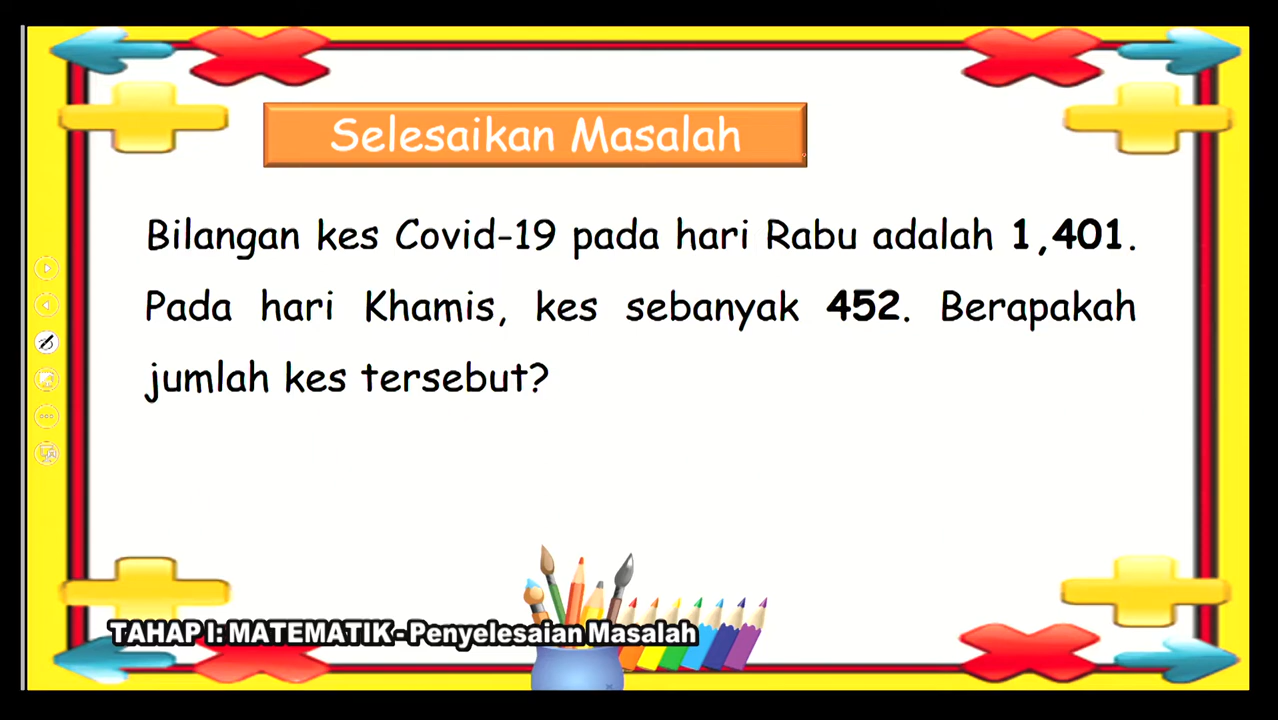 Selesaikan Masalah
Bilangan kes Covid-19 pada hari Rabu adalah 1,401.
Pada hari Khamis, kes sebanyak 452. Berapakah
jumlah kes tersebut?
TAHAP I: MATEMATIK - Penyelesaian Masalah